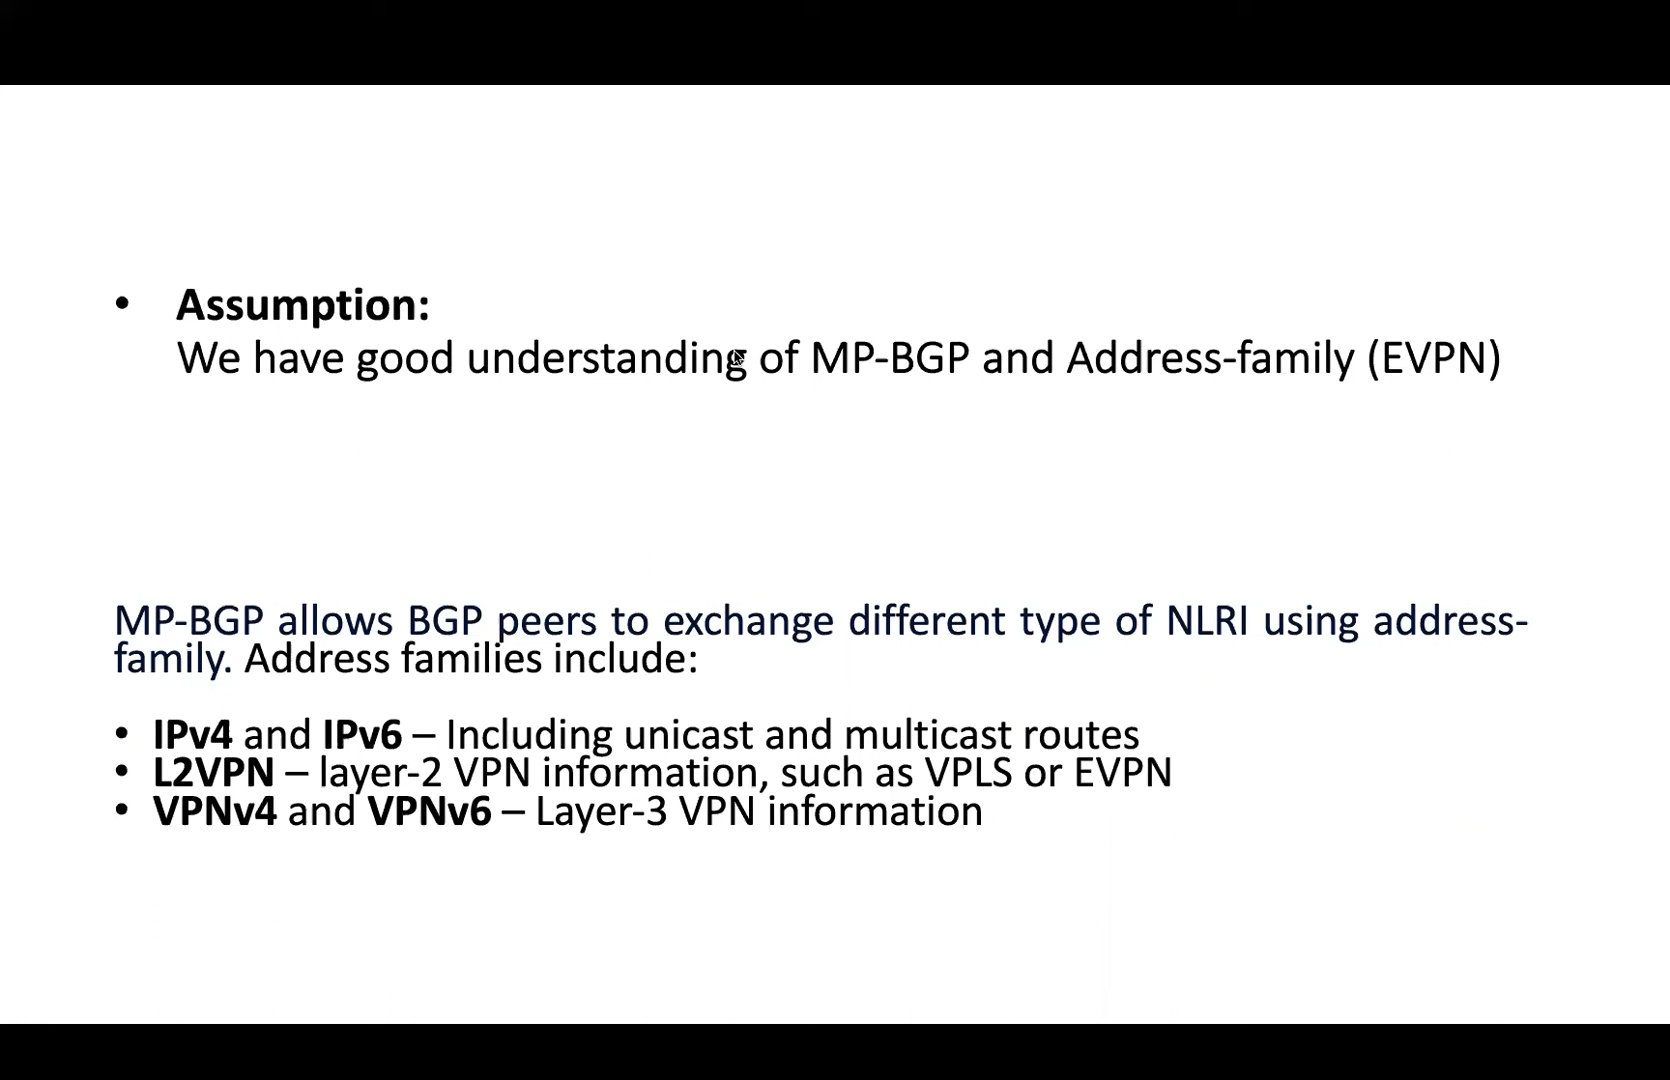 • Assumption:
We have good understanding of MP-BGP and Address-family (EVPN)
MP-BGP allows BGP peers to exchange different type of NLRI using address-
family. Address families include:
• IPv4 and IPv6 – Including unicast and multicast routes
• L2VPN – layer-2 VPN information, such as VPLS or EVPN
• VPNv4 and VPNv6 – Layer-3 VPN information